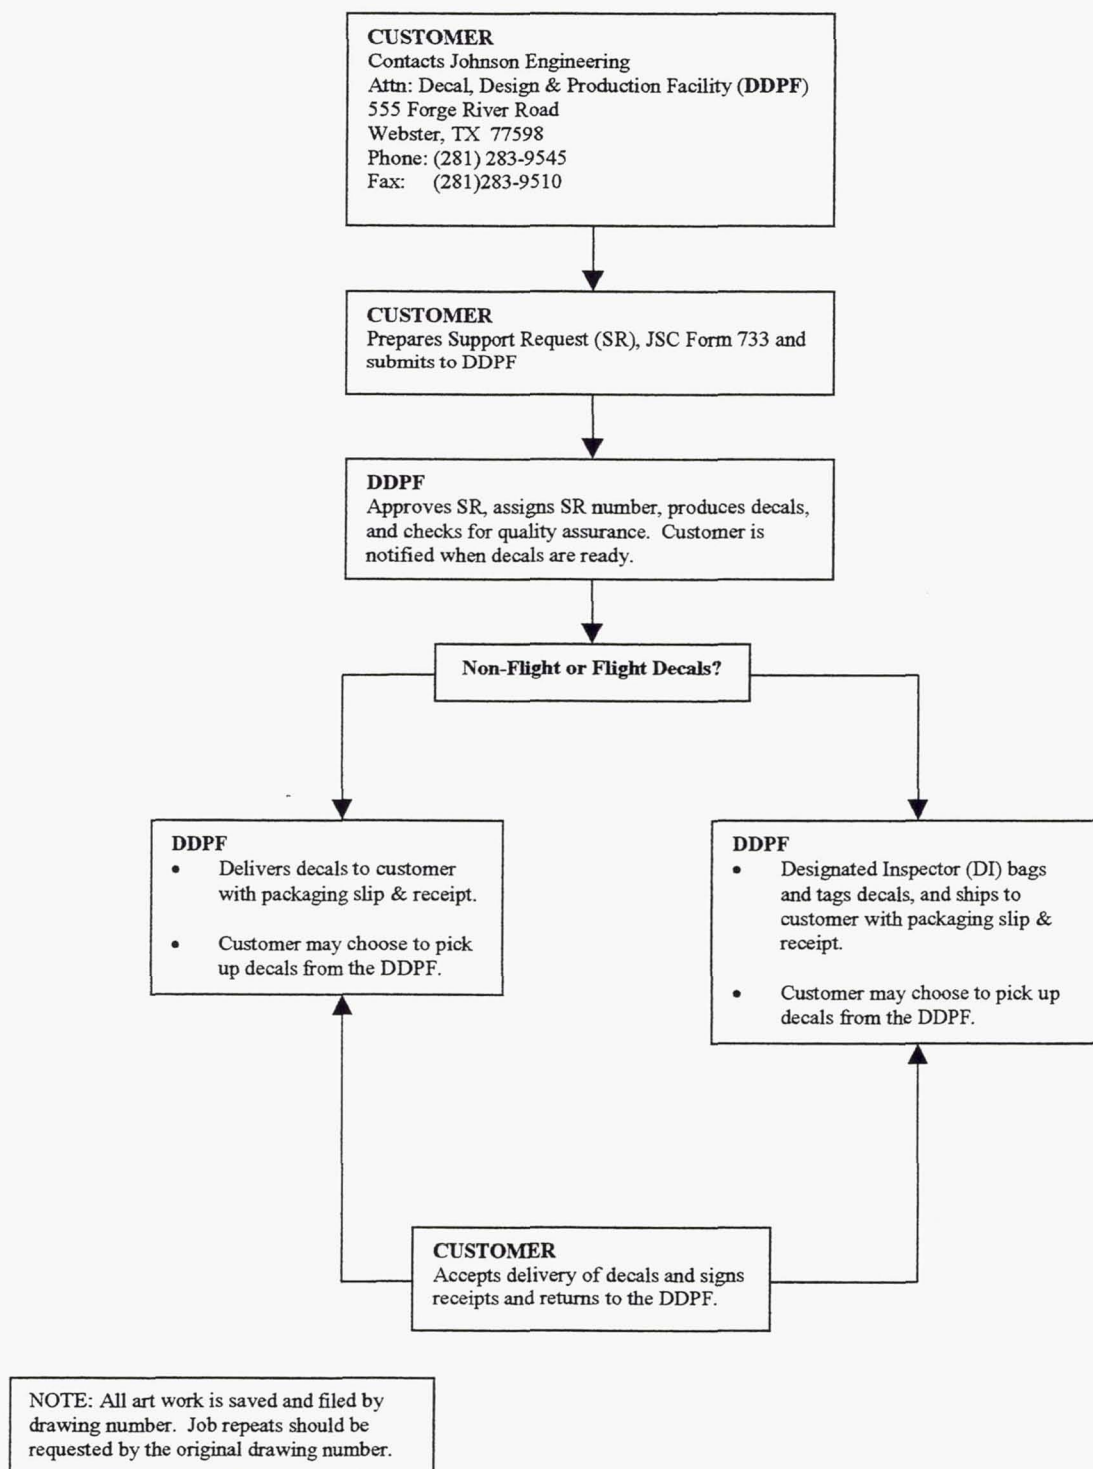 CUSTOMER
Contacts Johnson Engineering
Attn: Decal, Design & Production Facility (DDPF)
555 Forge River Road
Webster, TX 77598
Phone: (281) 283-9545
Fax: (281)283-9510
CUSTOMER
Prepares Support Request (SR), JSC Form 733 and
submits to DDPF
DDPF
Approves SR, assigns SR number, produces decals,
and checks for quality assurance. Customer is
notified when decals are ready.
Non-Flight or Flight Decals?
DDPF
• Delivers decals to customer
with packaging slip & receipt.
• Customer may choose to pick
up decals from the DDPF.
DDPF
• Designated Inspector (DI) bags
and tags decals, and ships to
customer with packaging slip &
receipt.
• Customer may choose to pick up
decals from the DDPF.
CUSTOMER
Accepts delivery of decals and signs
receipts and returns to the DDPF.
NOTE: All art work is saved and filed by
drawing number. Job repeats should be
requested by the original drawing number.